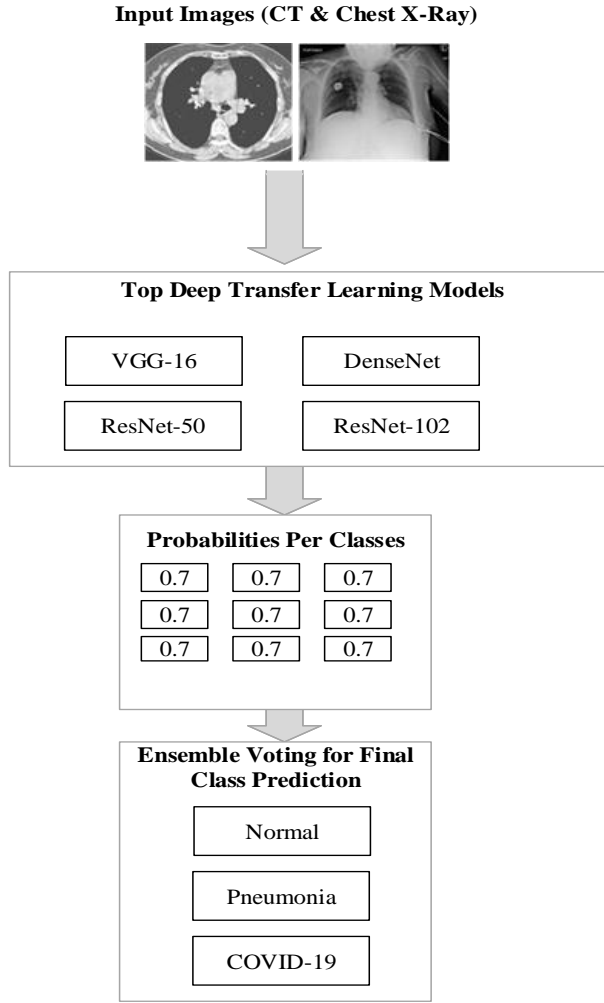 Input Images (CT & Chest X-Ray)
Top Deep Transfer Learning Models
VGG-16 DenseNet
ResNet-50 ResNet-102
Probabilities Per Classes
0.7 0.7 0.7
0.7 0.7 0.7
0.7 0.7 0.7
Ensemble Voting for Final
Class Prediction
Normal
Pneumonia
COVID-19